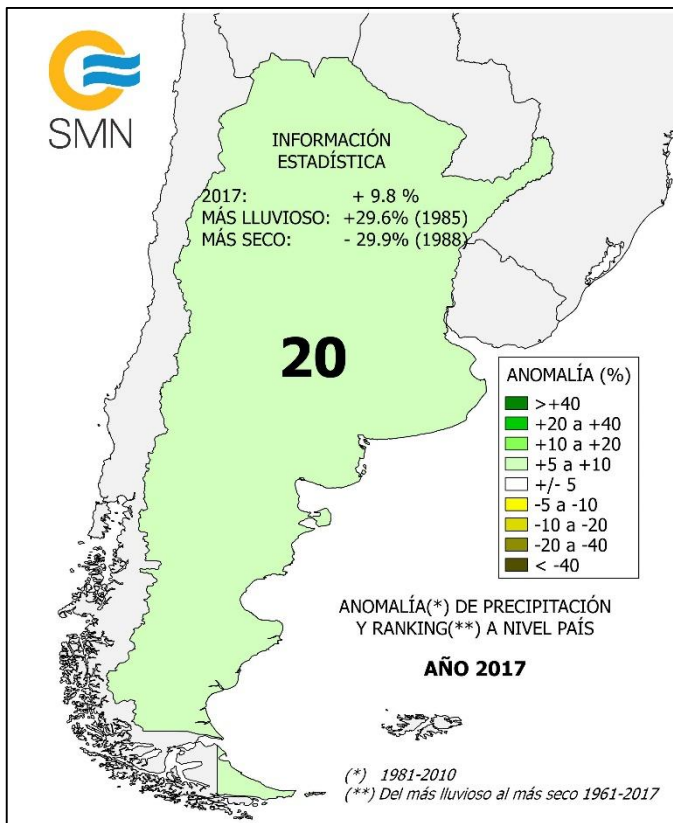 SMN
INFORMACIÓN
ESTADÍSTICA
2017: + 9.8 %
MÁS LLUVIOSO: +29.6% (1985)
MÁS SECO: - 29.9% (1988)
20
ANOMALÍA (%)
>+40
+20 a +40
+10 a +20
+5 a +10
+/- 5
-5 a -10
-10 a -20
-20 a -40
< -40
ANOMALÍA(*) DE PRECIPITACIÓN
Y RANKING(**) A NIVEL PAÍS
AÑO 2017
(*) 1981-2010
(**) Del más lluvioso al más seco 1961-2017